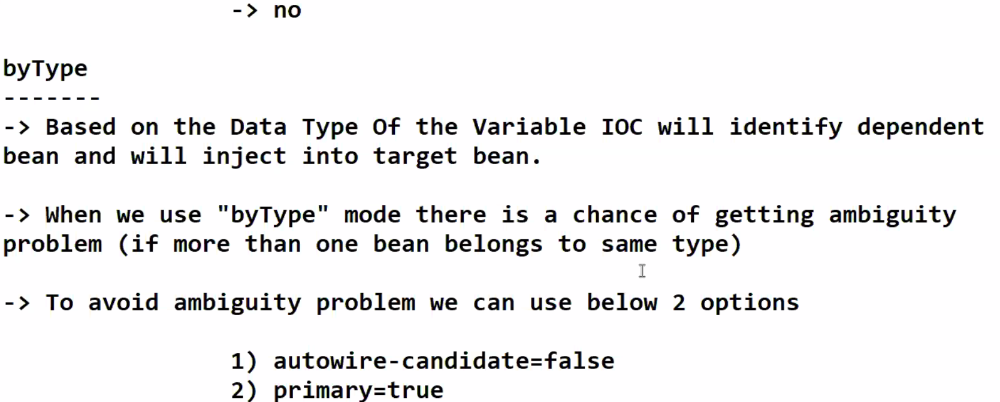 -> no
byType
-------
-> Based on the Data Type Of the Variable IOC will identify dependent
bean and will inject into target bean.
-> When we use "byType" mode there is a chance of getting ambiguity
problem (if more than one bean belongs to same type)
-> To avoid ambiguity problem we can use below 2 options
1) autowire-candidate=false
2) primary=true